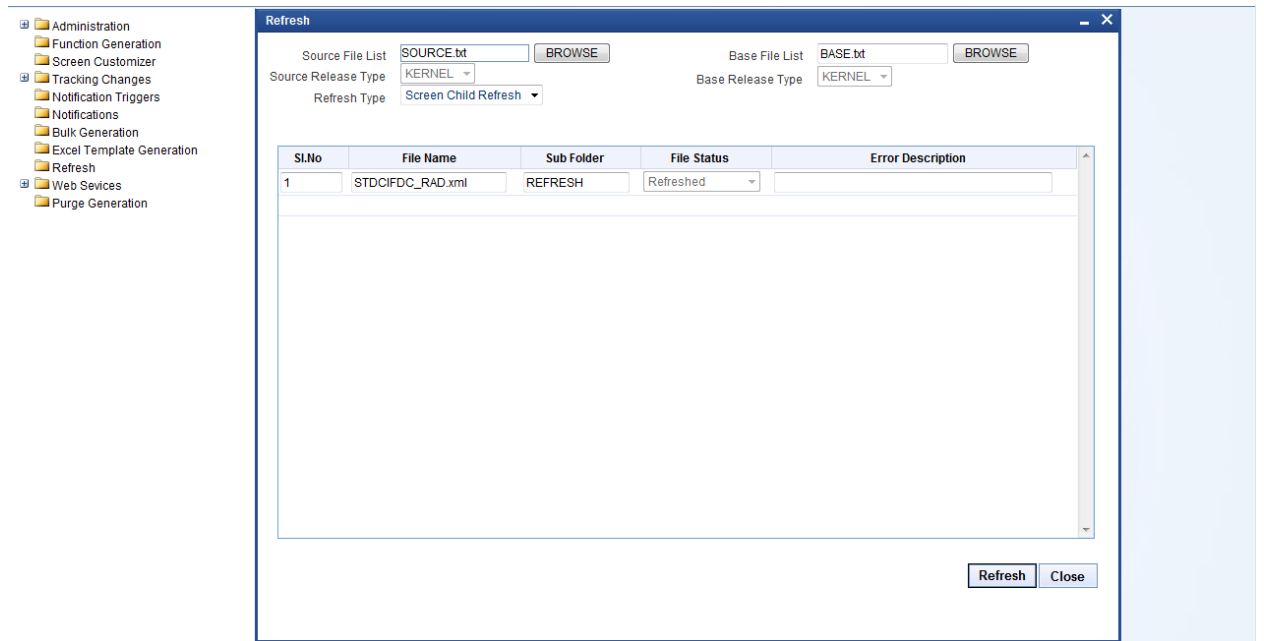 Administration
Function Generation
Screen Customizer
Tracking Changes
Notification Triggers
Notifications
Bulk Generation
Excel Template Generation
Refresh
Web Sevices
Purge Generation
Refresh
Source File List SOURCE.txt BROWSE Base File List BASE.txt BROWSE
Source Release Type KERNEL Base Release Type KERNEL
Refresh Type Screen Child Refresh
Sl.No File Name Sub Folder File Status Error Description
1 STDCIFDC_RAD.xml REFRESH Refreshed
Refresh Close